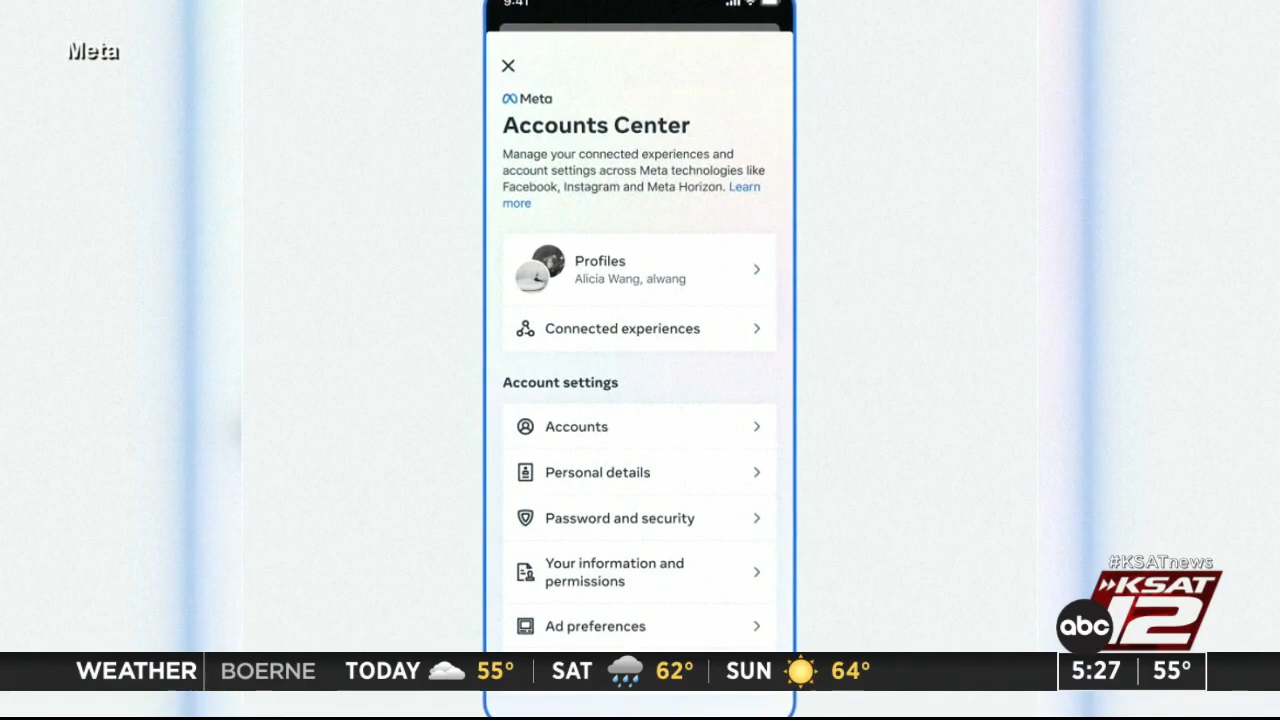 9:41
Meta
Meta
Accounts Center
Manage your connected experiences and
account settings across Meta technologies like
Facebook, Instagram and Meta Horizon. Learn
more
Profiles
Alicia Wang, alwang
Connected experiences
Account settings
Accounts
Personal details
Password and security
Your information and
permissions
Ad preferences
#KSATnews
KSAT
12
abc
WEATHER BOERNE TODAY 55° SAT 62° SUN 64° 5:27 55°